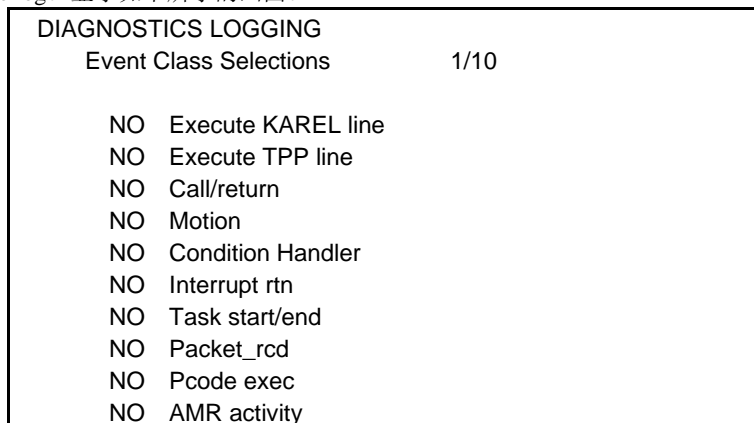 DIAGNOSTICS LOGGING
Event Class Selections 1/10
NO Execute KAREL line
NO Execute TPP line
NO Call/return
NO Motion
NO Condition Handler
NO Interrupt rtn
NO Task start/end
NO Packet_rcd
NO Pcode exec
NO AMR activity